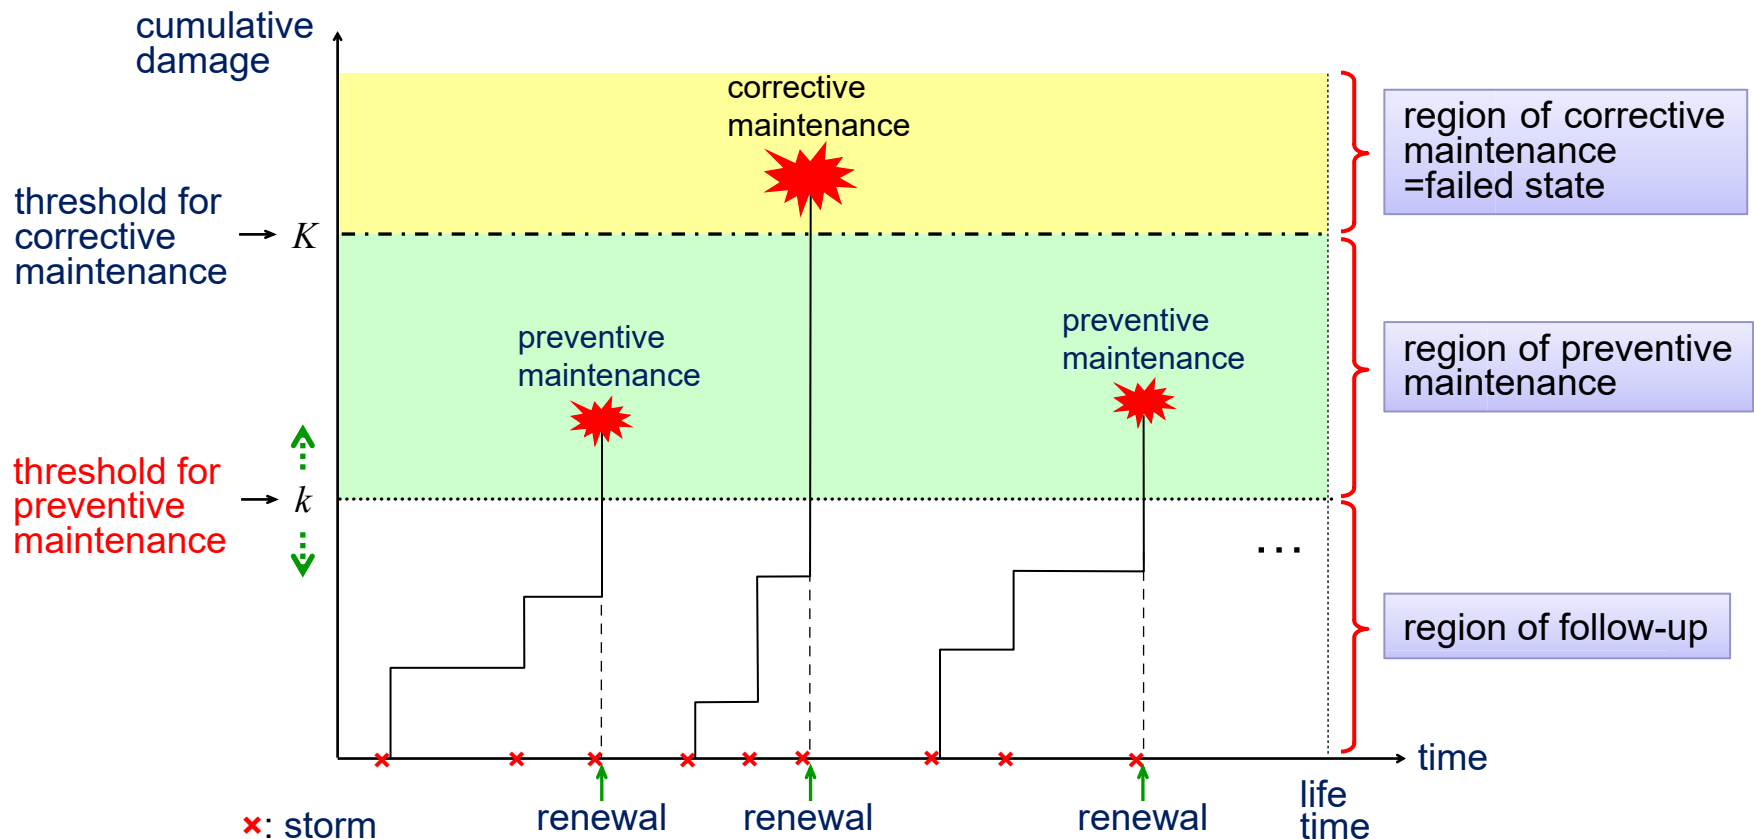 cumulative
damage
corrective
maintenance
region of corrective
maintenance
=failed state
threshold for
corrective
maintenance
K
preventive
maintenance
preventive
maintenance
region of preventive
maintenance
threshold for
preventive
maintenance
k
...
region of follow-up
time
×: storm
renewal
renewal
renewal
life
time